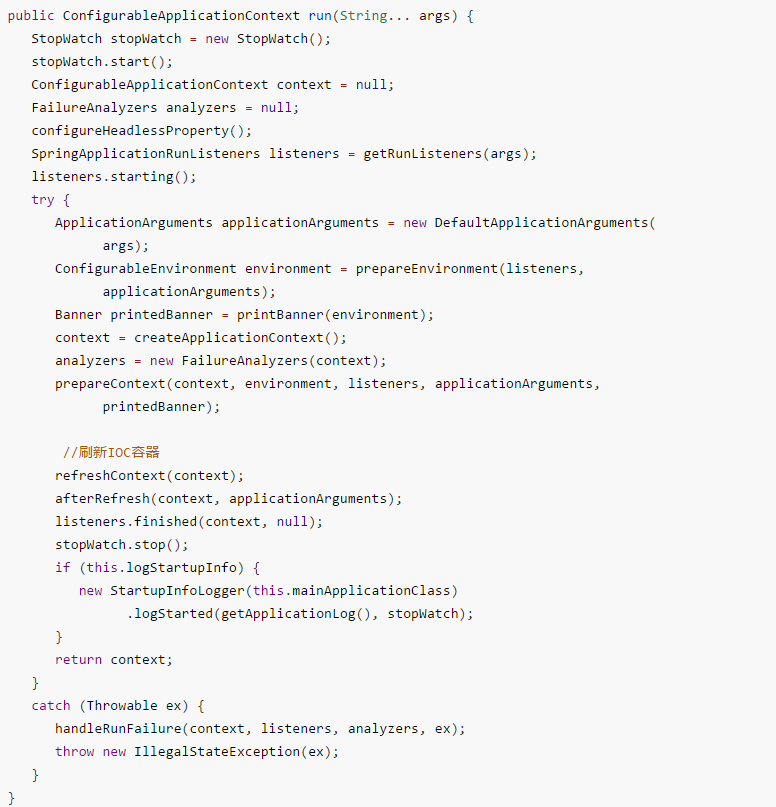 public ConfigurableApplicationContext run(String... args) {
   StopWatch stopWatch = new StopWatch();
   stopWatch.start();
   ConfigurableApplicationContext context = null;
   FailureAnalyzers analyzers = null;
   configureHeadlessProperty();
   SpringApplicationRunListeners listeners = getRunListeners(args);
   listeners.starting();
   try {
      ApplicationArguments applicationArguments = new DefaultApplicationArguments(
            args);
      ConfigurableEnvironment environment = prepareEnvironment(listeners,
            applicationArguments);
      Banner printedBanner = printBanner(environment);
      context = createApplicationContext();
      analyzers = new FailureAnalyzers(context);
      prepareContext(context, environment, listeners, applicationArguments,
            printedBanner);

       //刷新IOC容器
      refreshContext(context);
      afterRefresh(context, applicationArguments);
      listeners.finished(context, null);
      stopWatch.stop();
      if (this.logStartupInfo) {
         new StartupInfoLogger(this.mainApplicationClass)
               .logStarted(getApplicationLog(), stopWatch);
      }
      return context;
   }
   catch (Throwable ex) {
      handleRunFailure(context, listeners, analyzers, ex);
      throw new IllegalStateException(ex);
   }
}